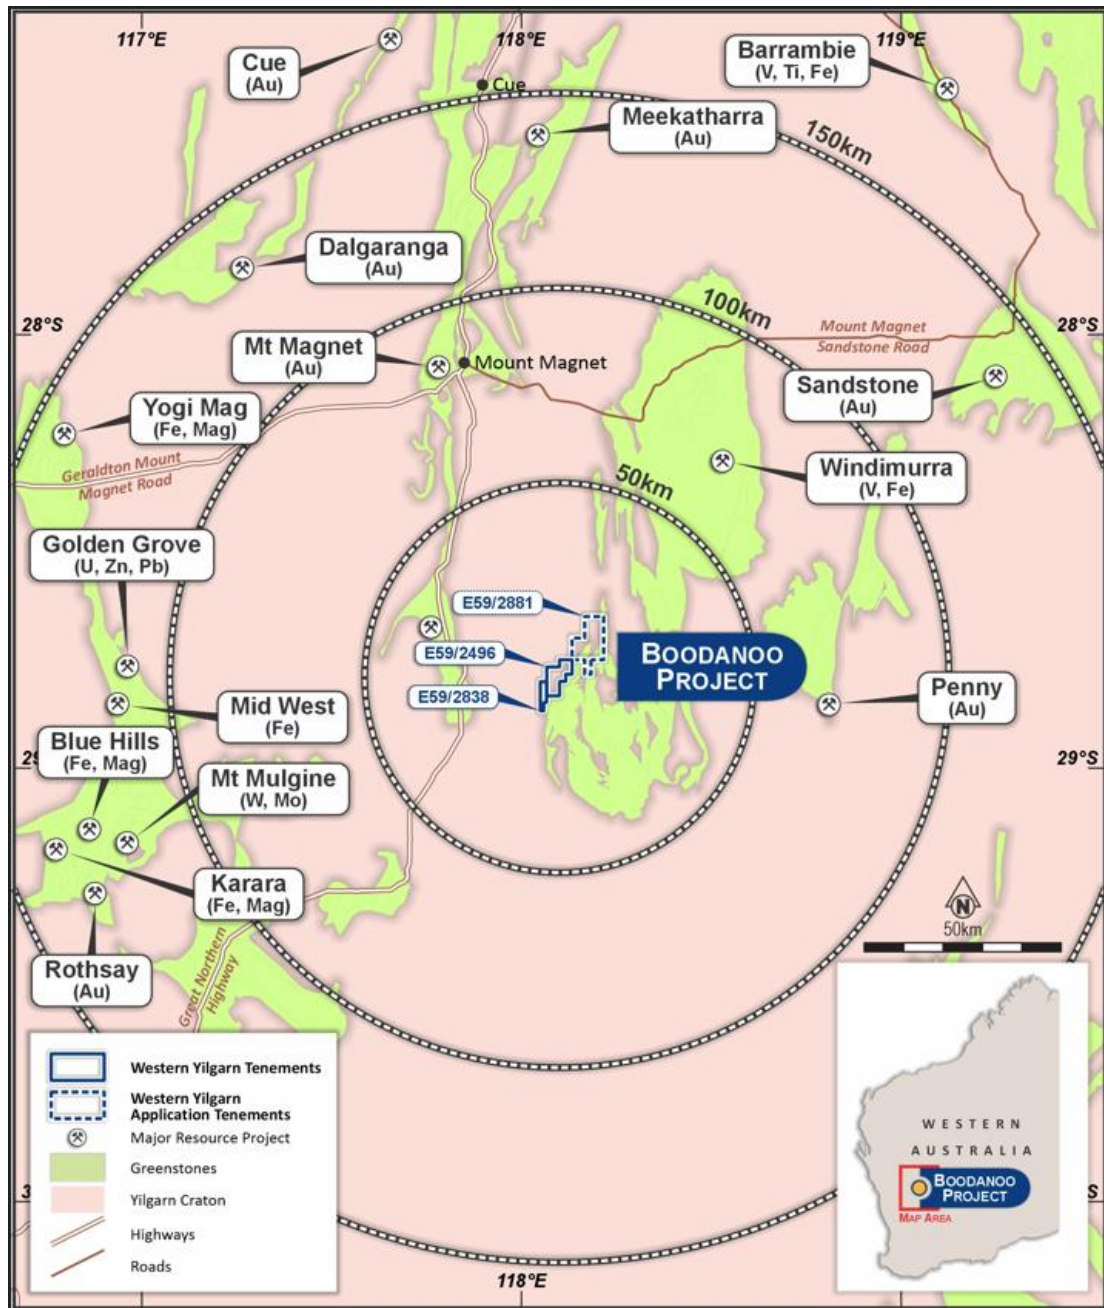 117°E
118°E
119°E
Cue
(Au)
Cue
Barrambie
(V, Ti, Fe)
Meekatharra
(Au)
150km
Dalgaranga
(Au)
28°S
28°S
100km
Mount Magnet
Sandstone Road
Mt Magnet
(Au)
Mount Magnet
Sandstone
(Au)
Yogi Mag
(Fe, Mag)
Geraldton Mount
Magnet Road
Windimurra
(V, Fe)
50km
Golden Grove
(U, Zn, Pb)
E59/2881
E59/2496
E59/2838
BOODANOO
PROJECT
Penny
(Au)
Mid West
(Fe)
Blue Hills
(Fe, Mag)
29°S
Mt Mulgine
(W, Mo)
Karara
(Fe, Mag)
Rothsay
(Au)
Great Northern
Highway
N
50km
Western Yilgarn Tenements
Western Yilgarn
Application Tenements
Major Resource Project
Greenstones
Yilgarn Craton
Highways
Roads
WESTERN
AUSTRALIA
BOODANOO
PROJECT
MAP AREA
118°E